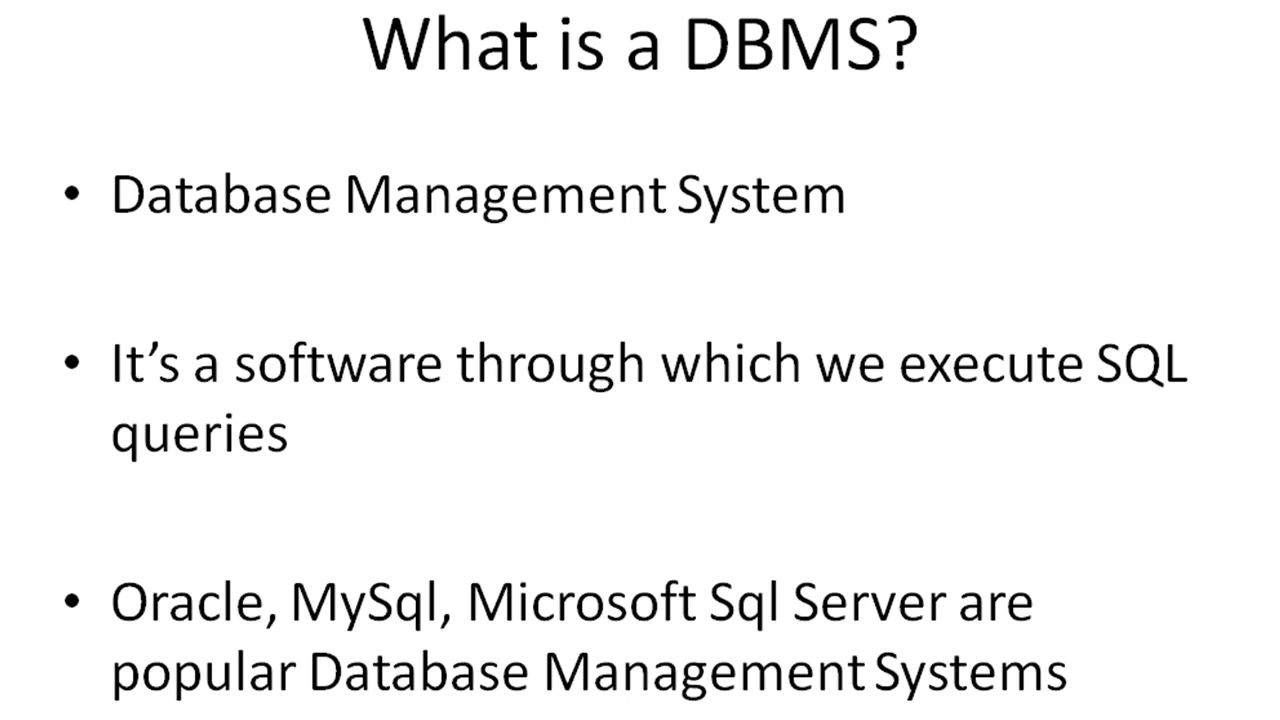 What is a DBMS?
• Database Management System
• It’s a software through which we execute SQL
queries
• Oracle, MySql, Microsoft Sql Server are
popular Database Management Systems